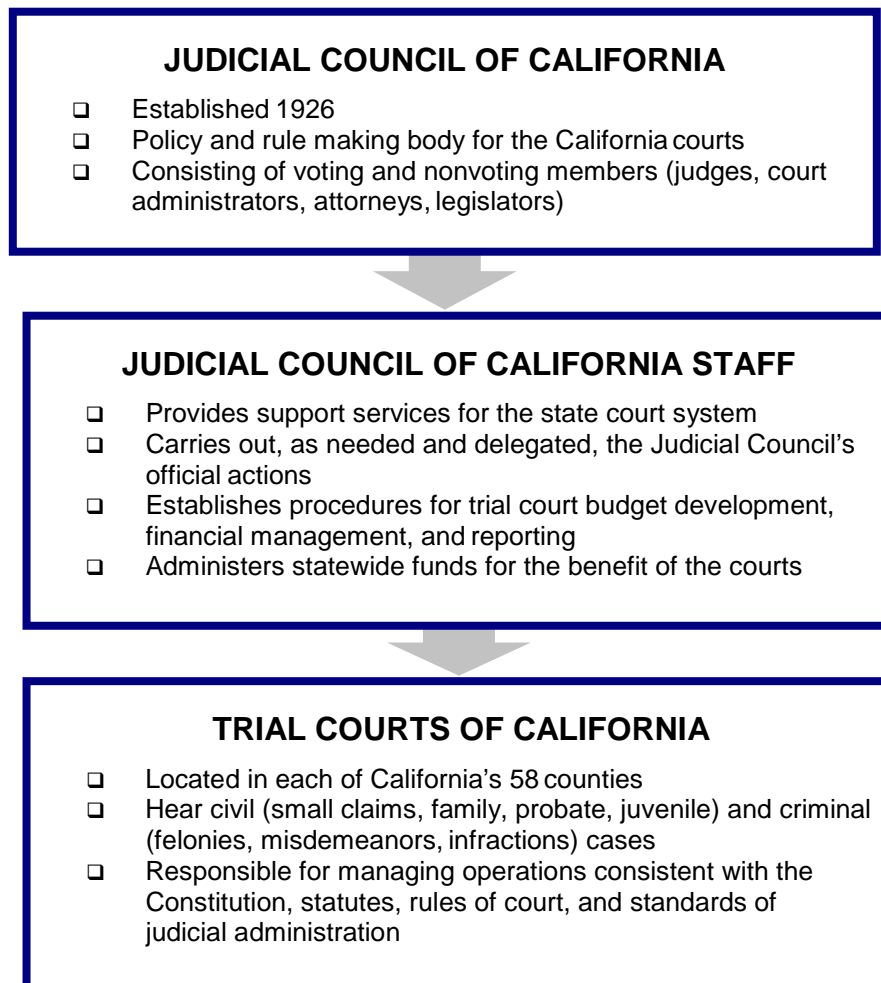 JUDICIAL COUNCIL OF CALIFORNIA
❑ Established 1926
❑ Policy and rule making body for the California courts
❑ Consisting of voting and nonvoting members (judges, court
administrators, attorneys, legislators)
JUDICIAL COUNCIL OF CALIFORNIA STAFF
❑ Provides support services for the state court system
❑ Carries out, as needed and delegated, the Judicial Council’s
official actions
❑ Establishes procedures for trial court budget development,
financial management, and reporting
❑ Administers statewide funds for the benefit of the courts
TRIAL COURTS OF CALIFORNIA
❑ Located in each of California’s 58 counties
❑ Hear civil (small claims, family, probate, juvenile) and criminal
(felonies, misdemeanors, infractions) cases
❑ Responsible for managing operations consistent with the
Constitution, statutes, rules of court, and standards of
judicial administration